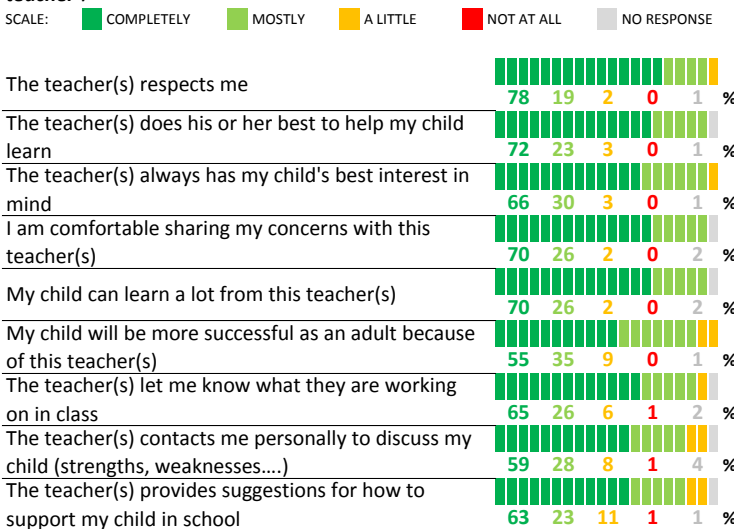 teacher?
SCALE: COMPLETELY MOSTLY A LITTLE NOT AT ALL NO RESPONSE
The teacher(s) respects me
78 19 2 0 1 %
The teacher(s) does his or her best to help my child
learn
72 23 3 0 1 %
The teacher(s) always has my child's best interest in
mind
66 30 3 0 1 %
I am comfortable sharing my concerns with this
teacher(s)
70 26 2 0 2 %
My child can learn a lot from this teacher(s)
70 26 2 0 2 %
My child will be more successful as an adult because
of this teacher(s)
55 35 9 0 1 %
The teacher(s) let me know what they are working
on in class
65 26 6 1 2 %
The teacher(s) contacts me personally to discuss my
child (strengths, weaknesses....)
59 28 8 1 4 %
The teacher(s) provides suggestions for how to
support my child in school
63 23 11 1 1 %